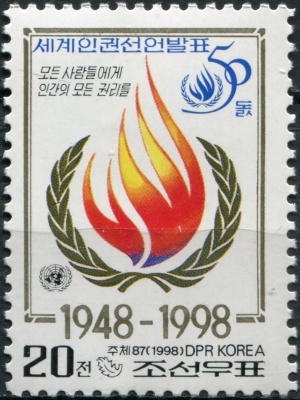 세계인권선언발표 50돐
모든 사람들에게
인간의 모든 권리를
1948-1998
주체87(1998) DPR KOREA
20전 조선우표